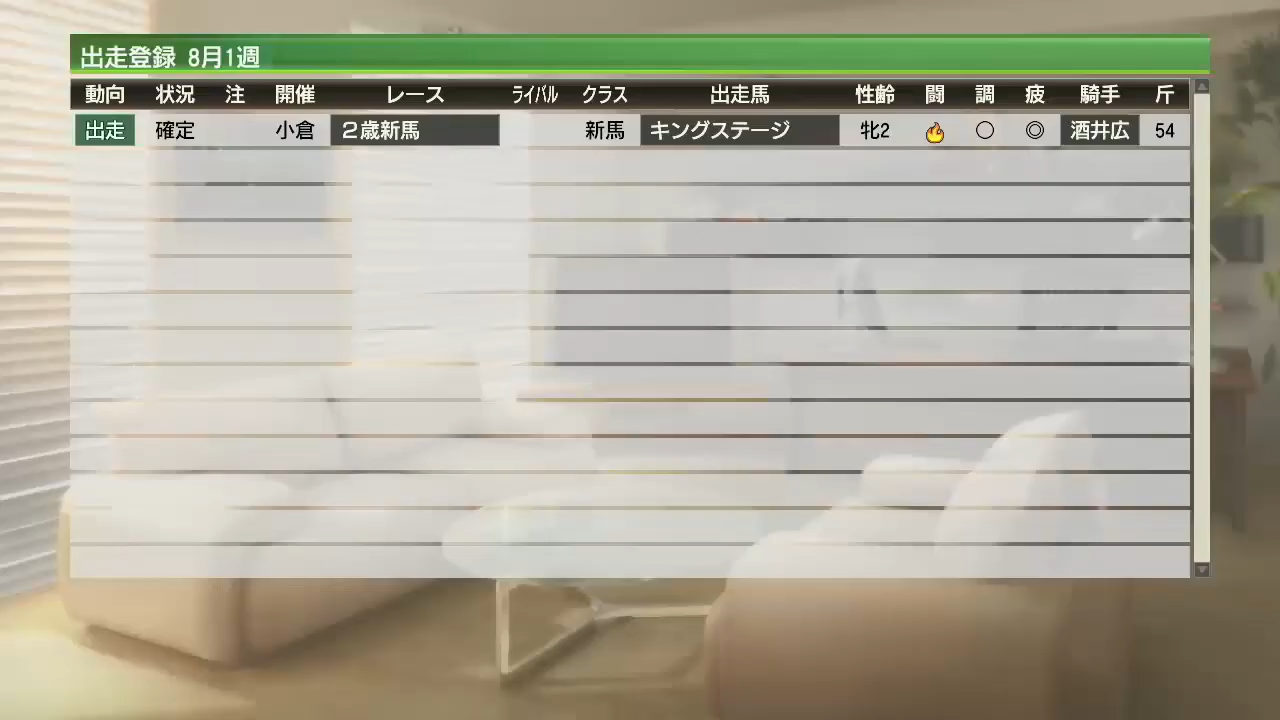 出走登録 8月1週
動向 状況 注 開催 レース ライバル クラス 出走馬 性齢 闘 調 疲 騎手 斤
出走 確定 小倉 2歳新馬 新馬 キングステージ 牝2 ○ ◎ 酒井広 54